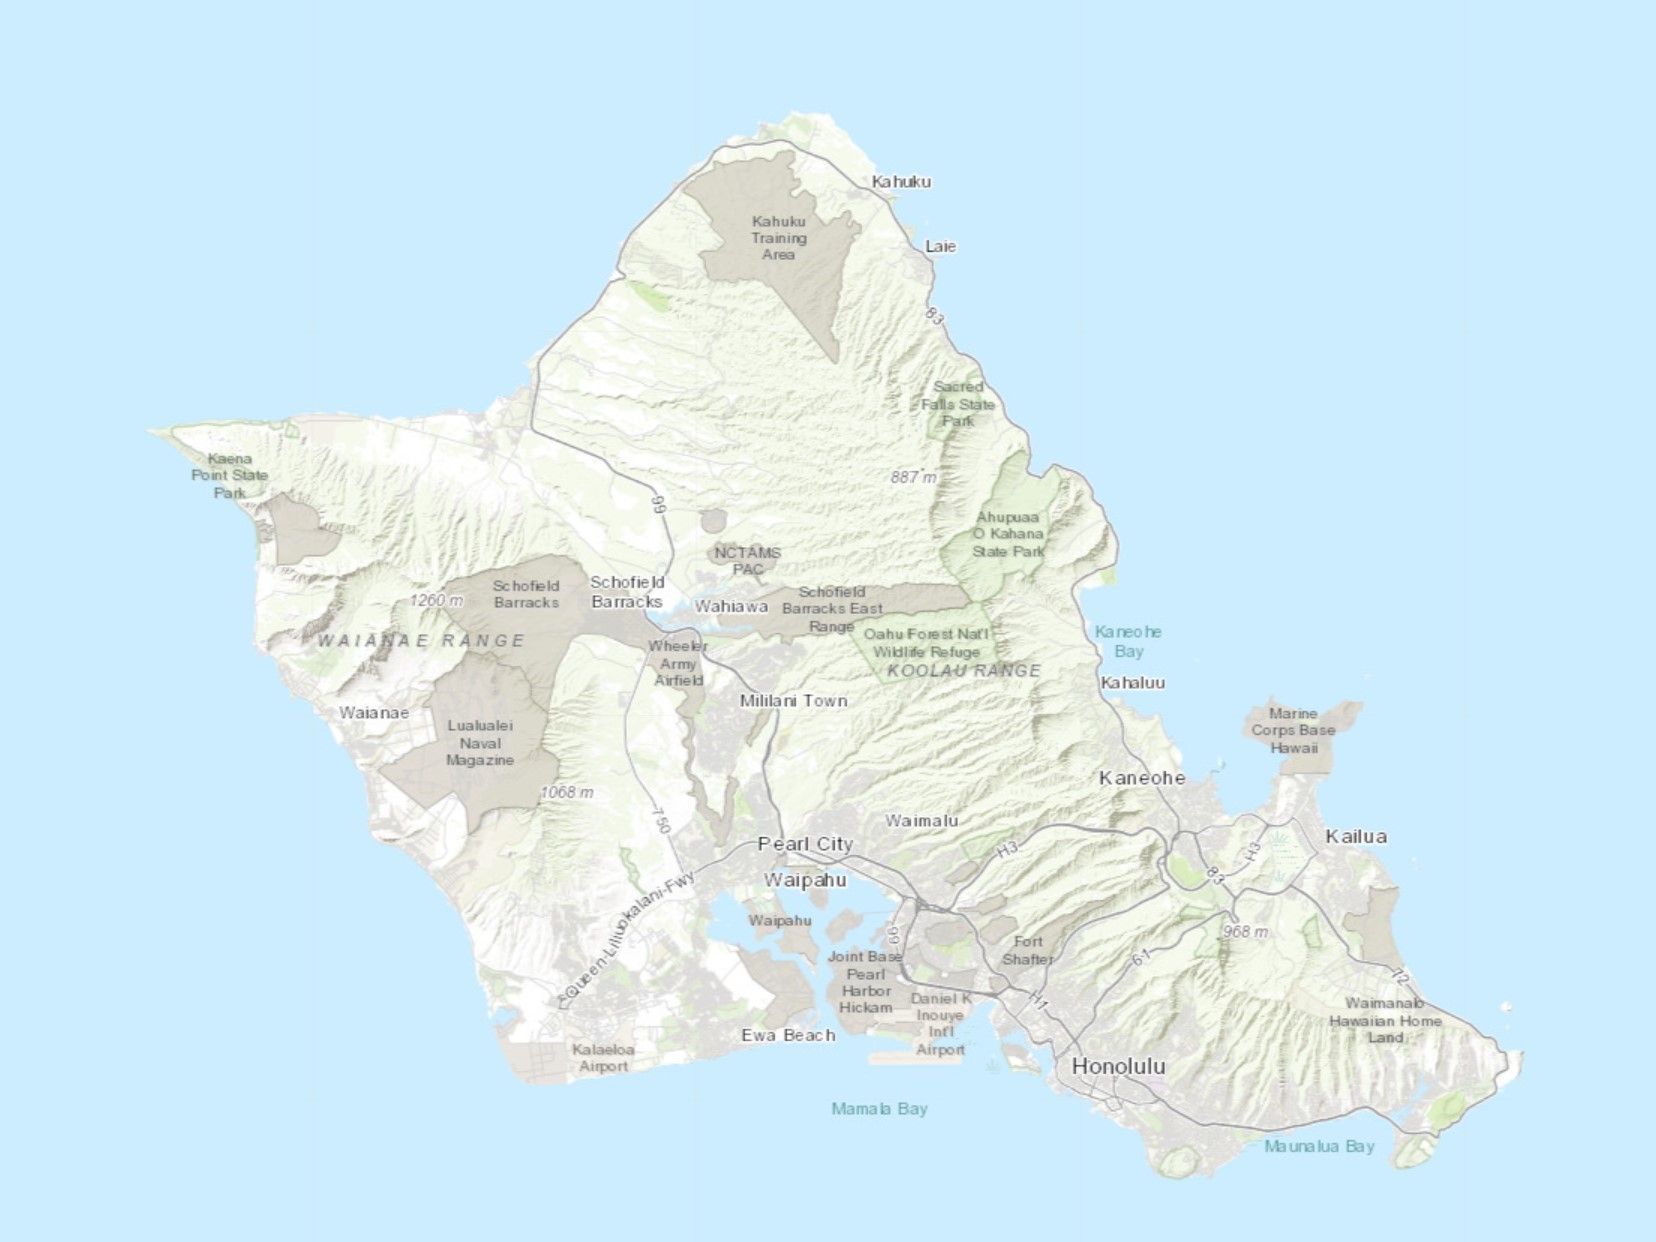 Kahuku
Kahuku
Training
Area
Laie
83
Sacred
Falls State
Park
Kaena
Point State
Park
887 m
99
Ahupuaa
O Kahana
State Park
NCTAMS
PAC
Schofield
Barracks
Schofield
Barracks
1260 m
Wahiawa
Schofield
Barracks East
Range
WAIANAE RANGE
Wheeler
Army
Airfield
Oahu Forest Nat'l
Wildlife Refuge
KOOLAU RANGE
Kaneohe
Bay
Kahaluu
Mililani Town
Waianae
Lualualei
Naval
Magazine
Marine
Corps Base
Hawaii
1068 m
Kaneohe
750
Waimalu
Pearl City
H3
Kailua
H3
Waipahu
83
Queen-Liliuokalani-Fwy
Waipahu
99
968 m
Fort
Shafter
61
Joint Base
Pearl
Harbor
Hickam
72
Daniel K
Inouye
Int'l
Airport
H1
Waimanalo
Hawaiian Home
Land
Ewa Beach
Kalaeloa
Airport
Honolulu
Mamala Bay
Maunalua Bay